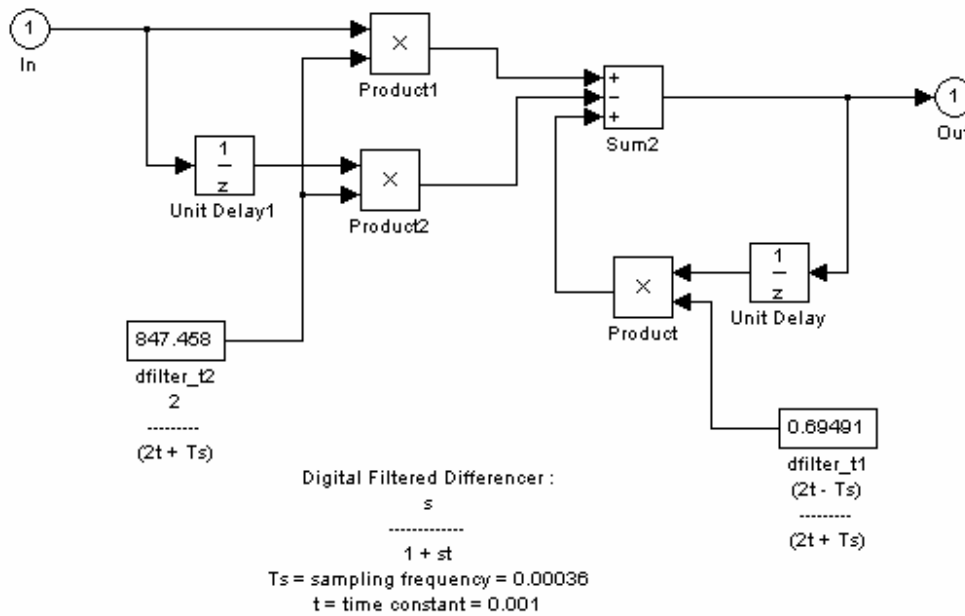 1
In
×
Product1
+
−
+
Sum2
1
Out
1
z
Unit Delay1
×
Product2
×
Product
1
z
Unit Delay
847.458
dfilter_t2
2
---------
(2t + Ts)
0.69491
dfilter_t1
(2t - Ts)
---------
(2t + Ts)
Digital Filtered Differencer :
s
-------------
1 + st
Ts = sampling frequency = 0.00036
t = time constant = 0.001